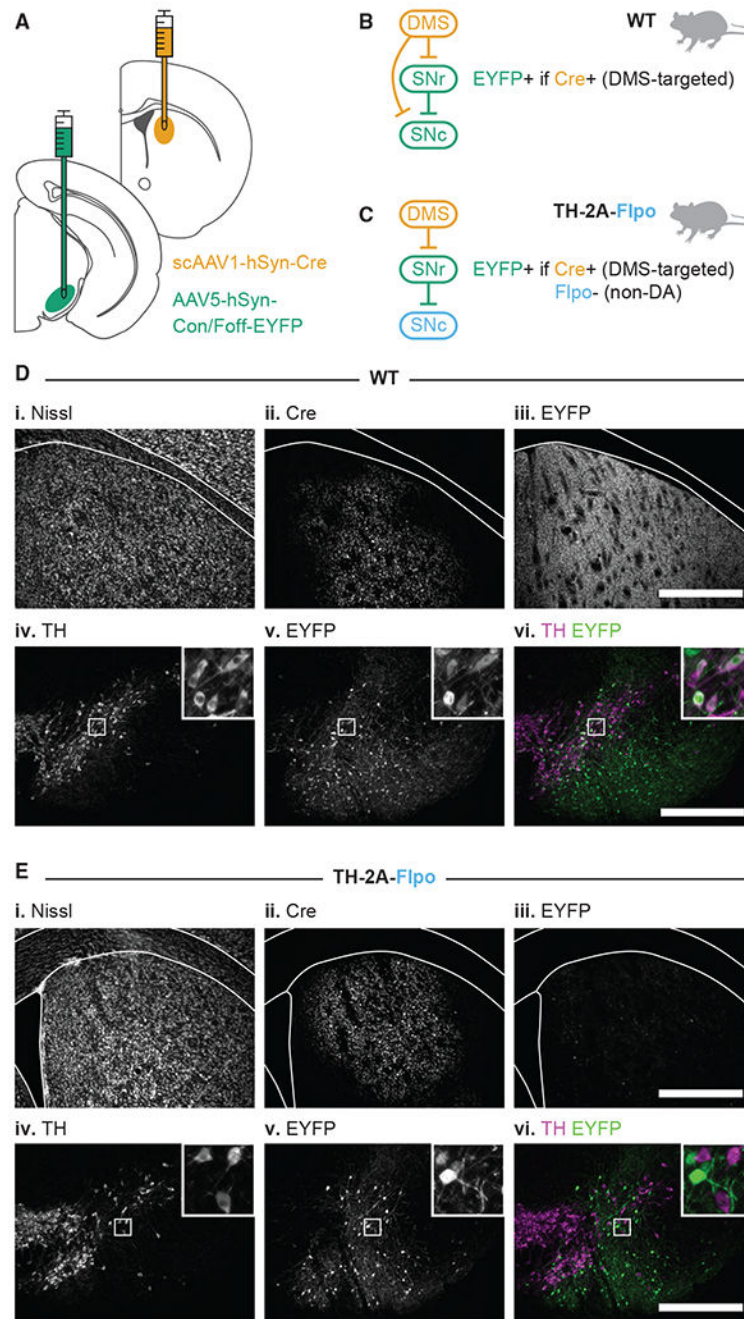 A
scAAV1-hSyn-Cre
AAV5-hSyn-
Con/Foff-EYFP
B
WT
DMS
SNr
SNc
EYFP+ if Cre+ (DMS-targeted)
C
TH-2A-Flpo
DMS
SNr
SNc
EYFP+ if Cre+ (DMS-targeted)
Flpo- (non-DA)
D
WT
i. Nissl
ii. Cre
iii. EYFP
iv. TH
v. EYFP
vi. TH EYFP
E
TH-2A-Flpo
i. Nissl
ii. Cre
iii. EYFP
iv. TH
v. EYFP
vi. TH EYFP